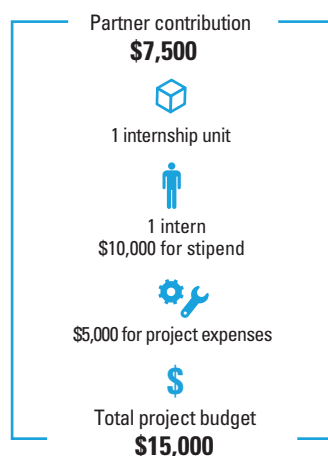 Partner contribution
$7,500
1 internship unit
1 intern
$10,000 for stipend
$5,000 for project expenses
$
Total project budget
$15,000